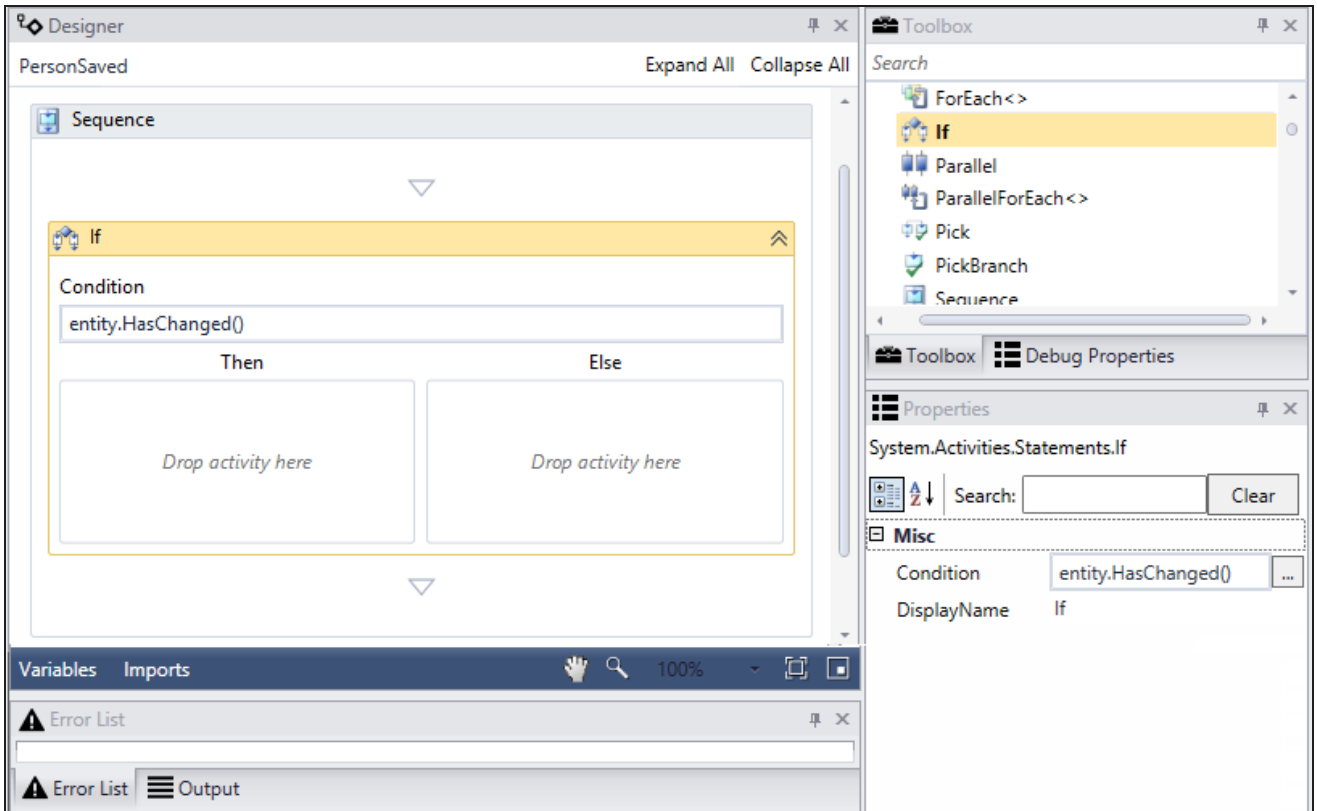 Designer
PersonSaved Expand All Collapse All
Sequence
If
Condition
entity.HasChanged()
Then Else
Drop activity here Drop activity here
Variables Imports 100%
Error List
Error List Output
Toolbox
Search
ForEach<>
If
Parallel
ParallelForEach<>
Pick
PickBranch
Sequence
Toolbox Debug Properties
Properties
System.Activities.Statements.If
A Z Search: Clear
Misc
Condition entity.HasChanged() ...
DisplayName If